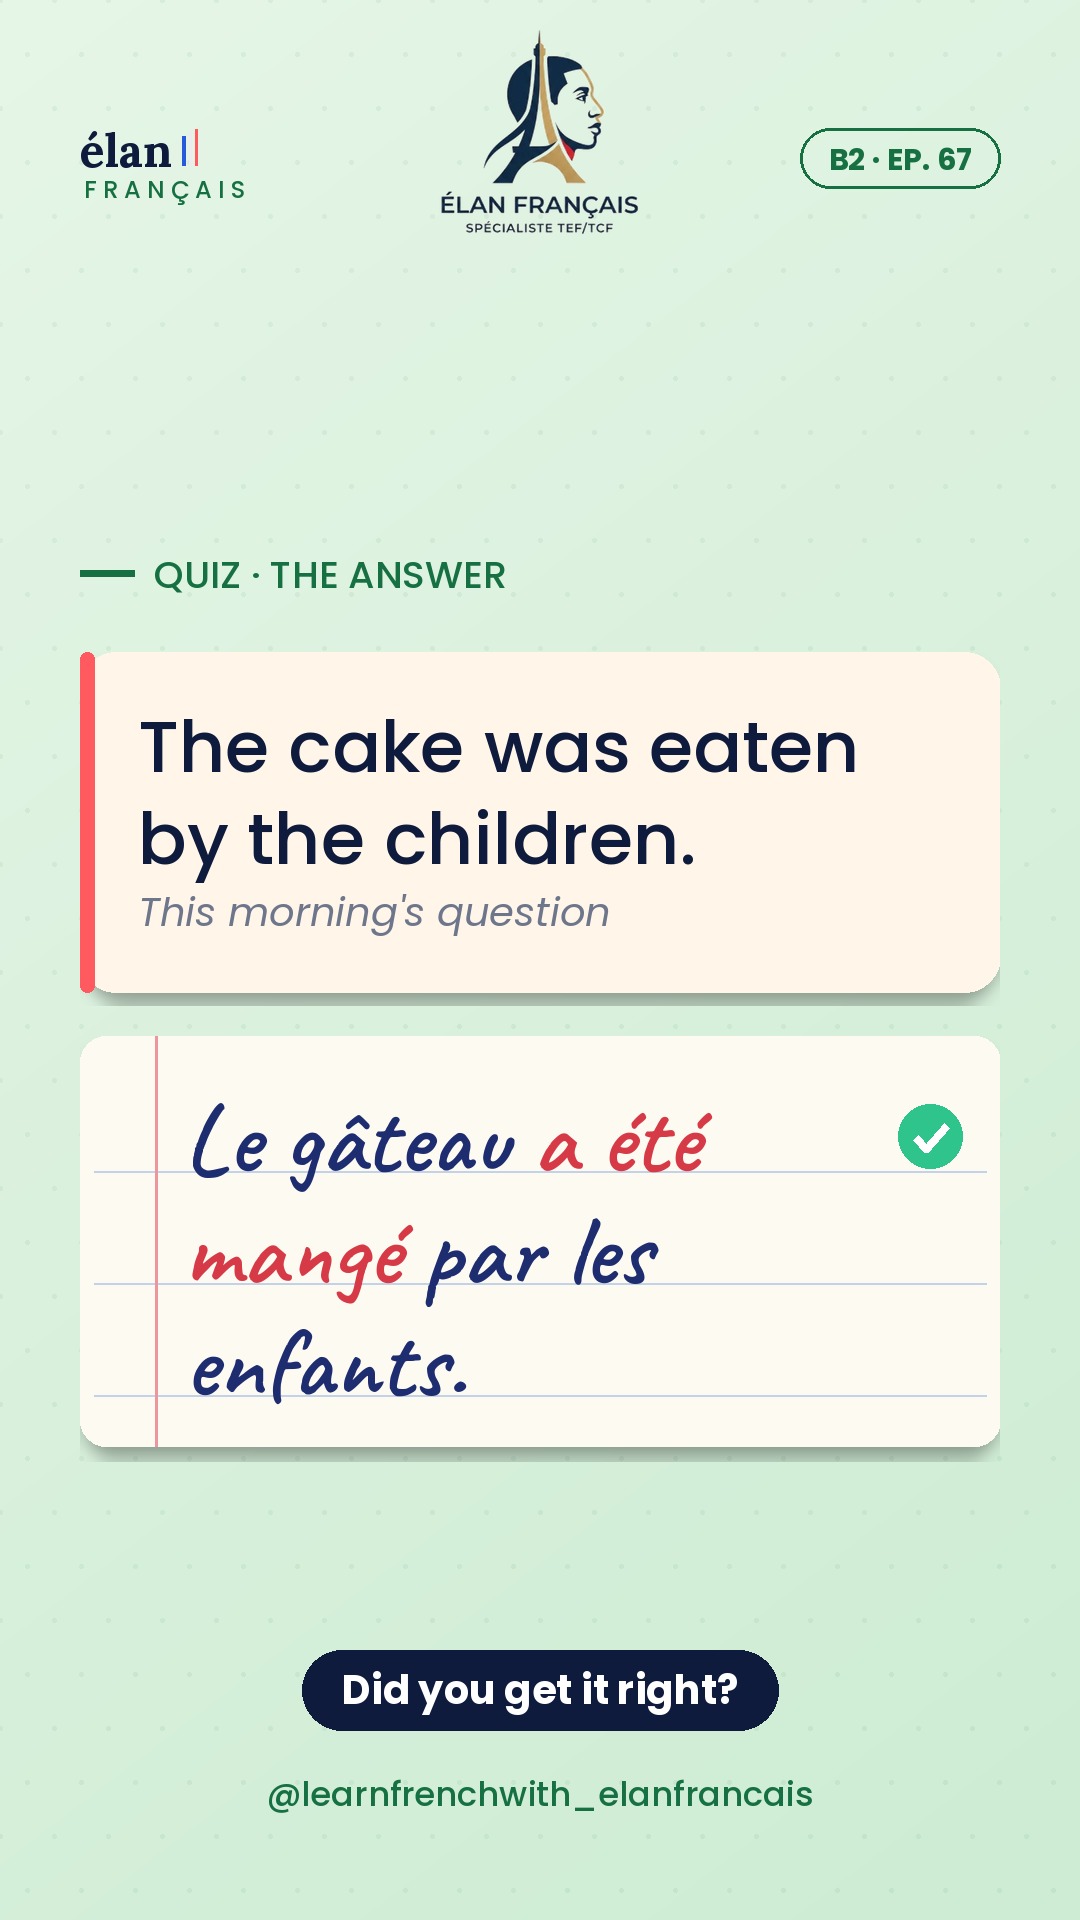 élan
FRANÇAIS
ÉLAN FRANÇAIS
SPÉCIALISTE TEF/TCF
B2 · EP. 67
QUIZ · THE ANSWER
The cake was eaten
by the children.
This morning's question
Le gâteau a été
mangé par les
enfants.
Did you get it right?
@learnfrenchwith_elanfrancais